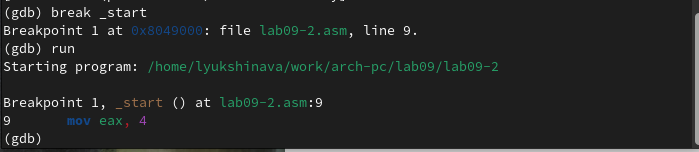 (gdb) break _start
Breakpoint 1 at 0x8049000: file lab09-2.asm, line 9.
(gdb) run
Starting program: /home/lyukshinava/work/arch-pc/lab09/lab09-2
Breakpoint 1, _start () at lab09-2.asm:9
9 mov eax, 4
(gdb)